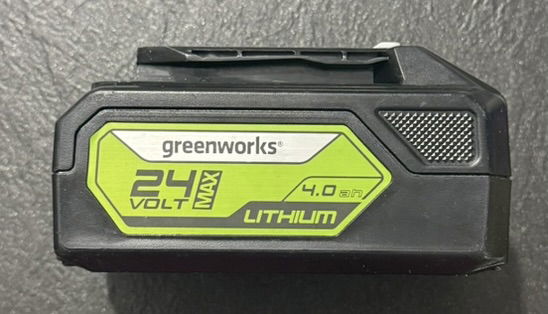 greenworks®
24 MAX
VOLT
4.0 ah
LITHIUM